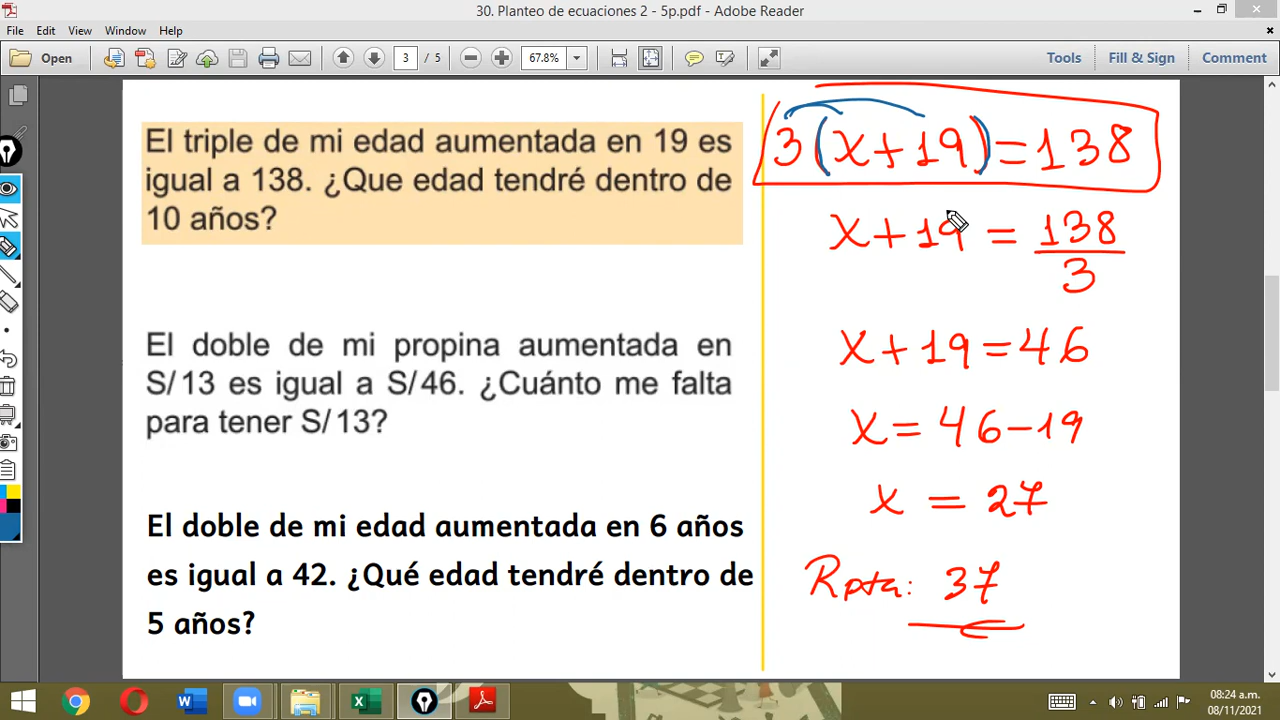 30. Planteo de ecuaciones 2 - 5p.pdf - Adobe Reader
File Edit View Window Help
Open 3 / 5 67.8% Tools Fill & Sign Comment
El triple de mi edad aumentada en 19 es
igual a 138. ¿Que edad tendré dentro de
10 años?
El doble de mi propina aumentada en
S/13 es igual a S/46. ¿Cuánto me falta
para tener S/13?
El doble de mi edad aumentada en 6 años
es igual a 42. ¿Qué edad tendré dentro de
5 años?
3(x+19)=138
x+19 = 138/3
x+19=46
x= 46-19
x = 27
Rpta: 37
08:24 a.m.
08/11/2021